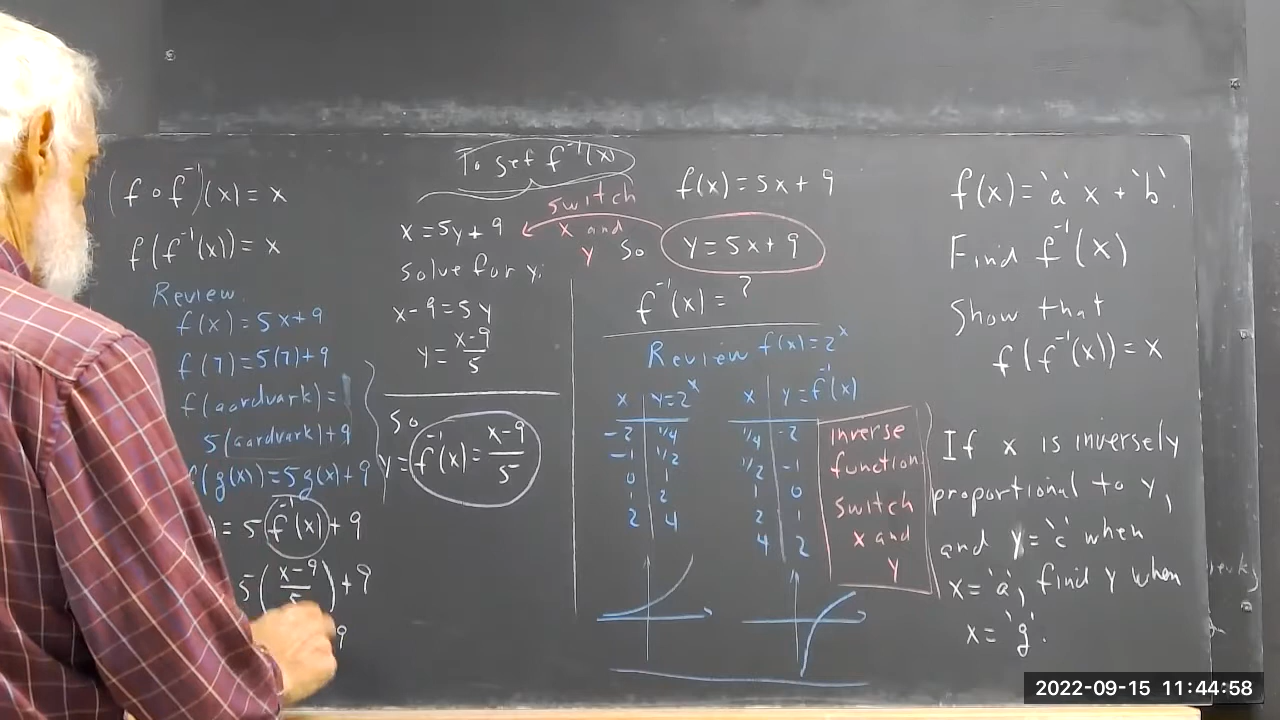 (f∘f⁻¹)(x) = x
f(f⁻¹(x)) = x
Review
f(x) = 5x+9
f(7) = 5(7)+9
f(aardvark) =
5(aardvark)+9
f(g(x)) = 5g(x)+9
) = 5 f⁻¹(x) + 9
5(x-9/5)+9
9
To get f⁻¹(x)
x = 5y + 9
Solve for y:
x-9 = 5y
y = x-9/5
So
y = f⁻¹(x) = x-9/5
switch
x and
y
f(x) = 5x + 9
So y = 5x + 9
f⁻¹(x) = ?
Review f(x) = 2ˣ
x y=2ˣ
-2 1/4
-1 1/2
0 1
1 2
2 4
x y=f⁻¹(x)
1/4 -2
1/2 -1
1 0
2 1
4 2
inverse
function
switch
x and
y
f(x) = 'a' x + 'b'.
Find f⁻¹(x)
Show that
f(f⁻¹(x)) = x
If x is inversely
proportional to y,
and y = 'c' when
x = 'a', find y when
x = 'g'.
2022-09-15 11:44:58